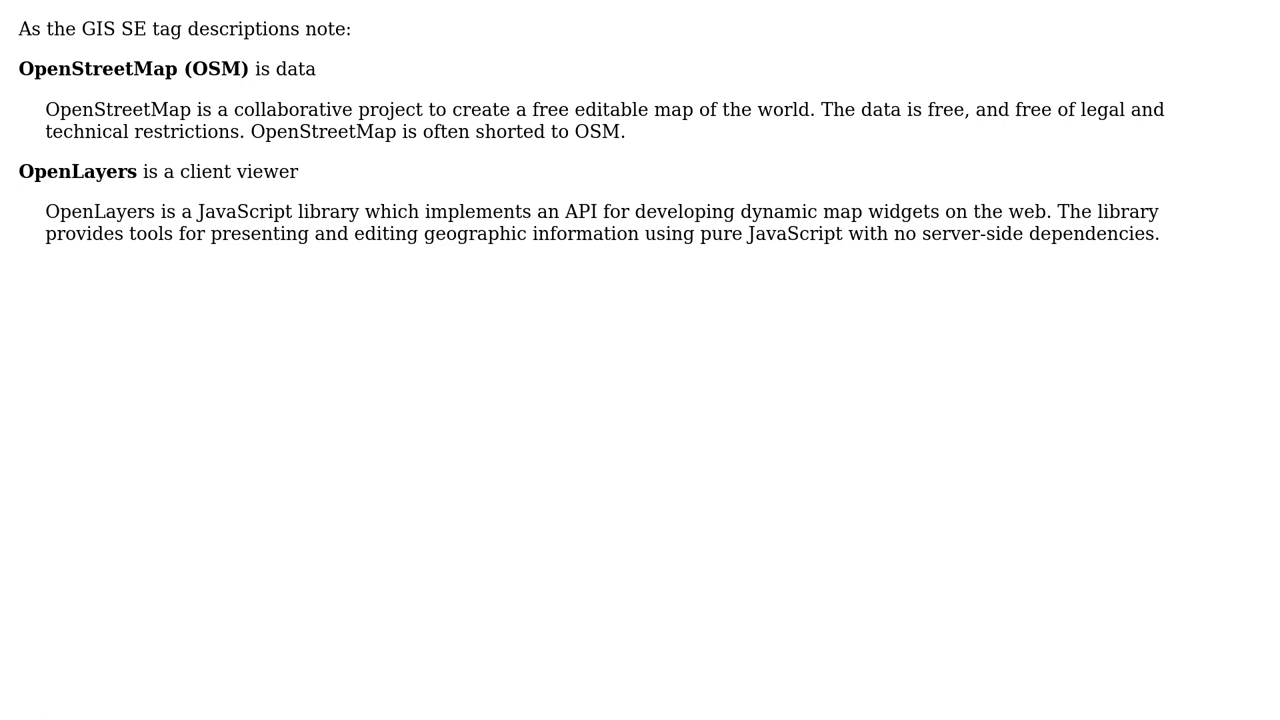 As the GIS SE tag descriptions note:
OpenStreetMap (OSM) is data
OpenStreetMap is a collaborative project to create a free editable map of the world. The data is free, and free of legal and
technical restrictions. OpenStreetMap is often shorted to OSM.
OpenLayers is a client viewer
OpenLayers is a JavaScript library which implements an API for developing dynamic map widgets on the web. The library
provides tools for presenting and editing geographic information using pure JavaScript with no server-side dependencies.